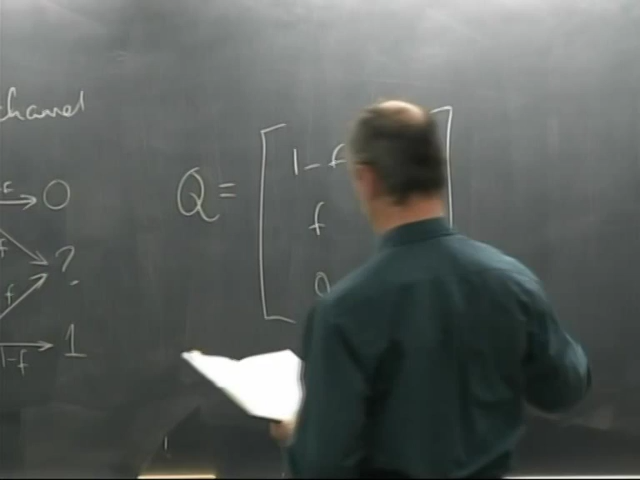 channel
f → 0
f ?
f
1-f → 1
Q = [ 1-f
f
0 ]